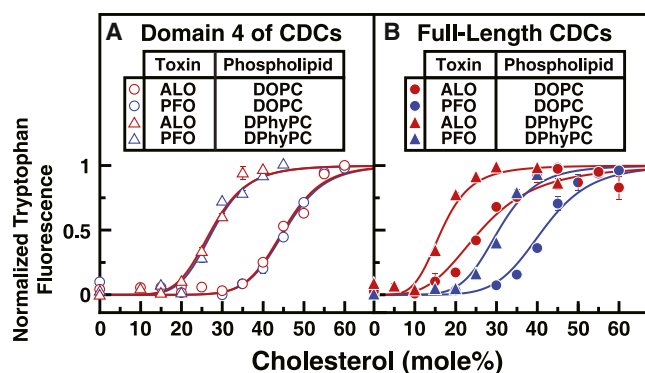 A Domain 4 of CDCs
Toxin Phospholipid
ALO DOPC
PFO DOPC
ALO DPhyPC
PFO DPhyPC
B Full-Length CDCs
Toxin Phospholipid
ALO DOPC
PFO DOPC
ALO DPhyPC
PFO DPhyPC
Normalized Tryptophan
Fluorescence
1
0.5
0
0 10 20 30 40 50 60 0 10 20 30 40 50 60
Cholesterol (mole%)